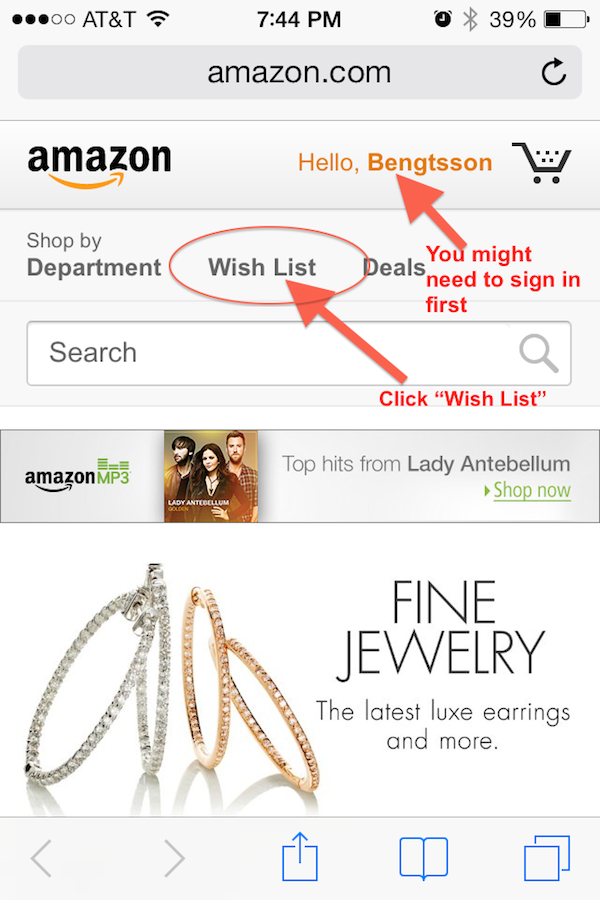 AT&T 7:44 PM 39%
amazon.com
amazon Hello, Bengtsson
Shop by
Department Wish List Deals
You might
need to sign in
first
Search
Click “Wish List”
amazonMP3
LADY ANTEBELLUM
GOLDEN
Top hits from Lady Antebellum
Shop now
FINE
JEWELRY
The latest luxe earrings
and more.